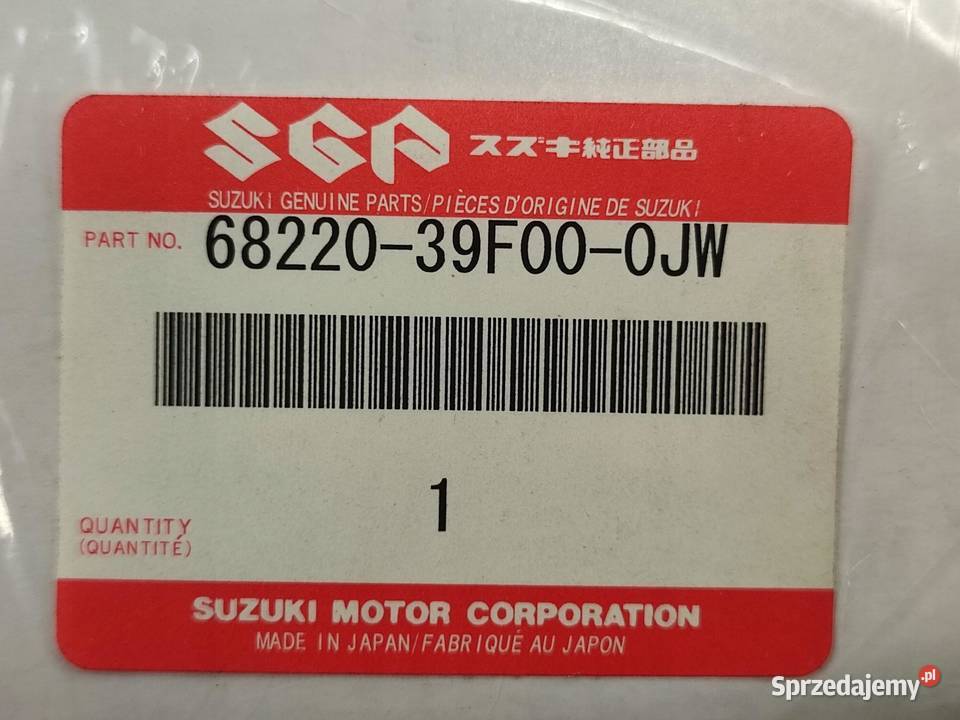 SGP スズキ純正部品
SUZUKI GENUINE PARTS/PIÈCES D'ORIGINE DE SUZUKI
PART NO. 68220-39F00-0JW
1
QUANTITY
(QUANTITÉ)
SUZUKI MOTOR CORPORATION
MADE IN JAPAN/FABRIQUÉ AU JAPON
Sprzedajemy.pl